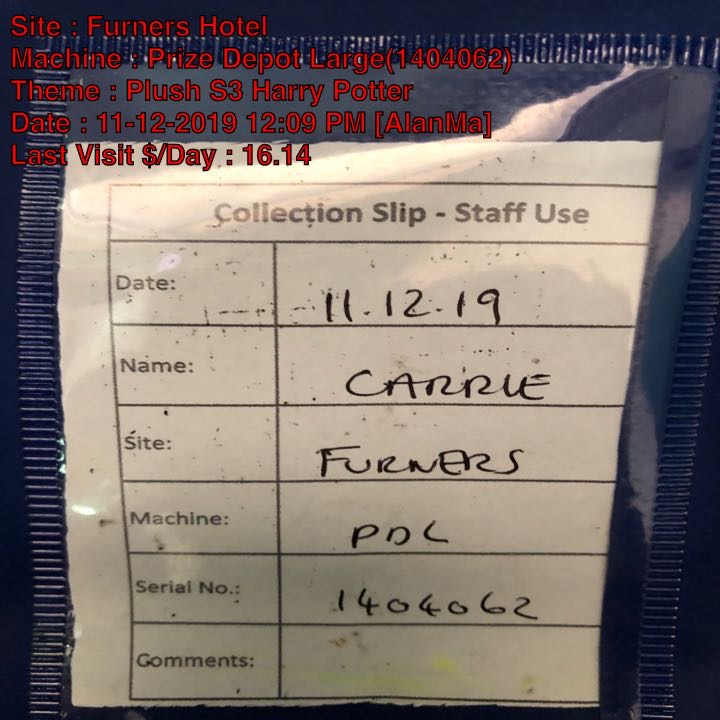 Site : Furners Hotel
Machine : Prize Depot Large(1404062)
Theme : Plush S3 Harry Potter
Date : 11-12-2019 12:09 PM [AlanMa]
Last Visit $/Day : 16.14
Collection Slip - Staff Use
Date: 11.12.19
Name: CARRIE
Site: FURNERS
Machine: PDL
Serial No.: 1404062
Comments: